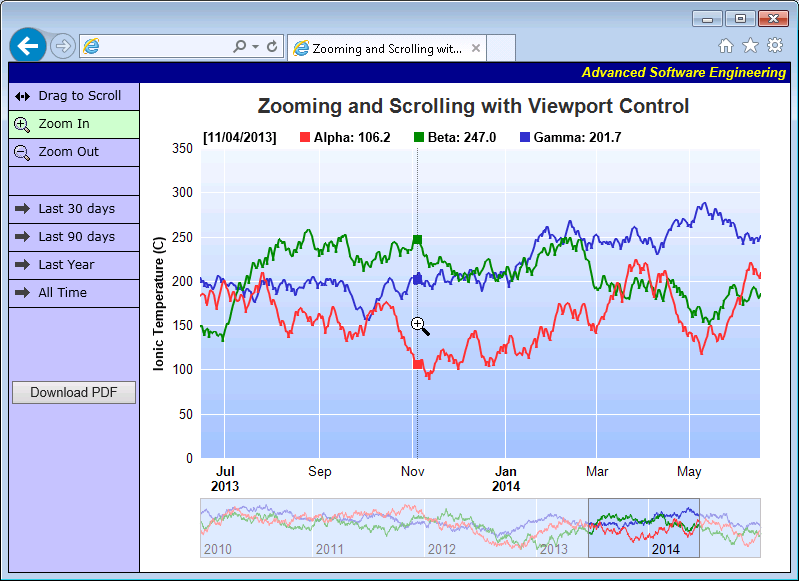 Zooming and Scrolling wit...
Advanced Software Engineering
Drag to Scroll
Zoom In
Zoom Out
Last 30 days
Last 90 days
Last Year
All Time
Download PDF
Zooming and Scrolling with Viewport Control
[11/04/2013] Alpha: 106.2 Beta: 247.0 Gamma: 201.7
Ionic Temperature (C)
350
300
250
200
150
100
50
0
Jul Sep Nov Jan Mar May
2013 2014
2010 2011 2012 2013 2014